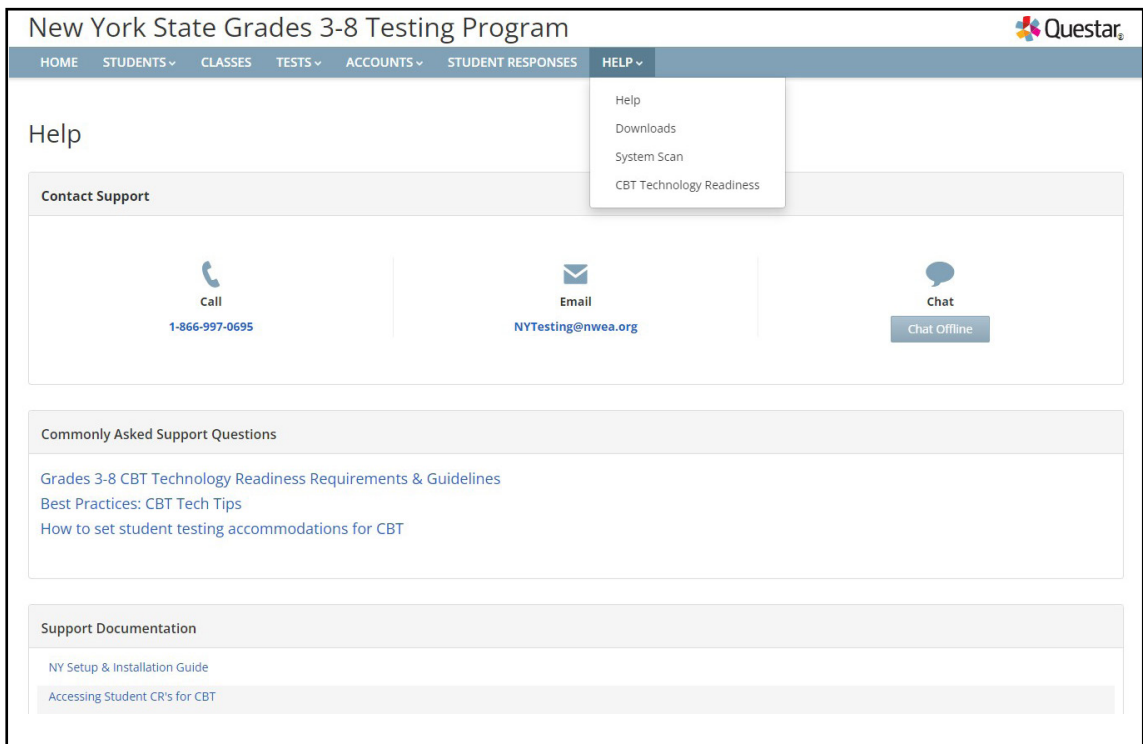 New York State Grades 3-8 Testing Program
Questar®
HOME STUDENTS CLASSES TESTS ACCOUNTS STUDENT RESPONSES HELP
Help
Downloads
System Scan
CBT Technology Readiness
Help
Contact Support
Call
1-866-997-0695
Email
NYTesting@nwea.org
Chat
Chat Offline
Commonly Asked Support Questions
Grades 3-8 CBT Technology Readiness Requirements & Guidelines
Best Practices: CBT Tech Tips
How to set student testing accommodations for CBT
Support Documentation
NY Setup & Installation Guide
Accessing Student CR's for CBT